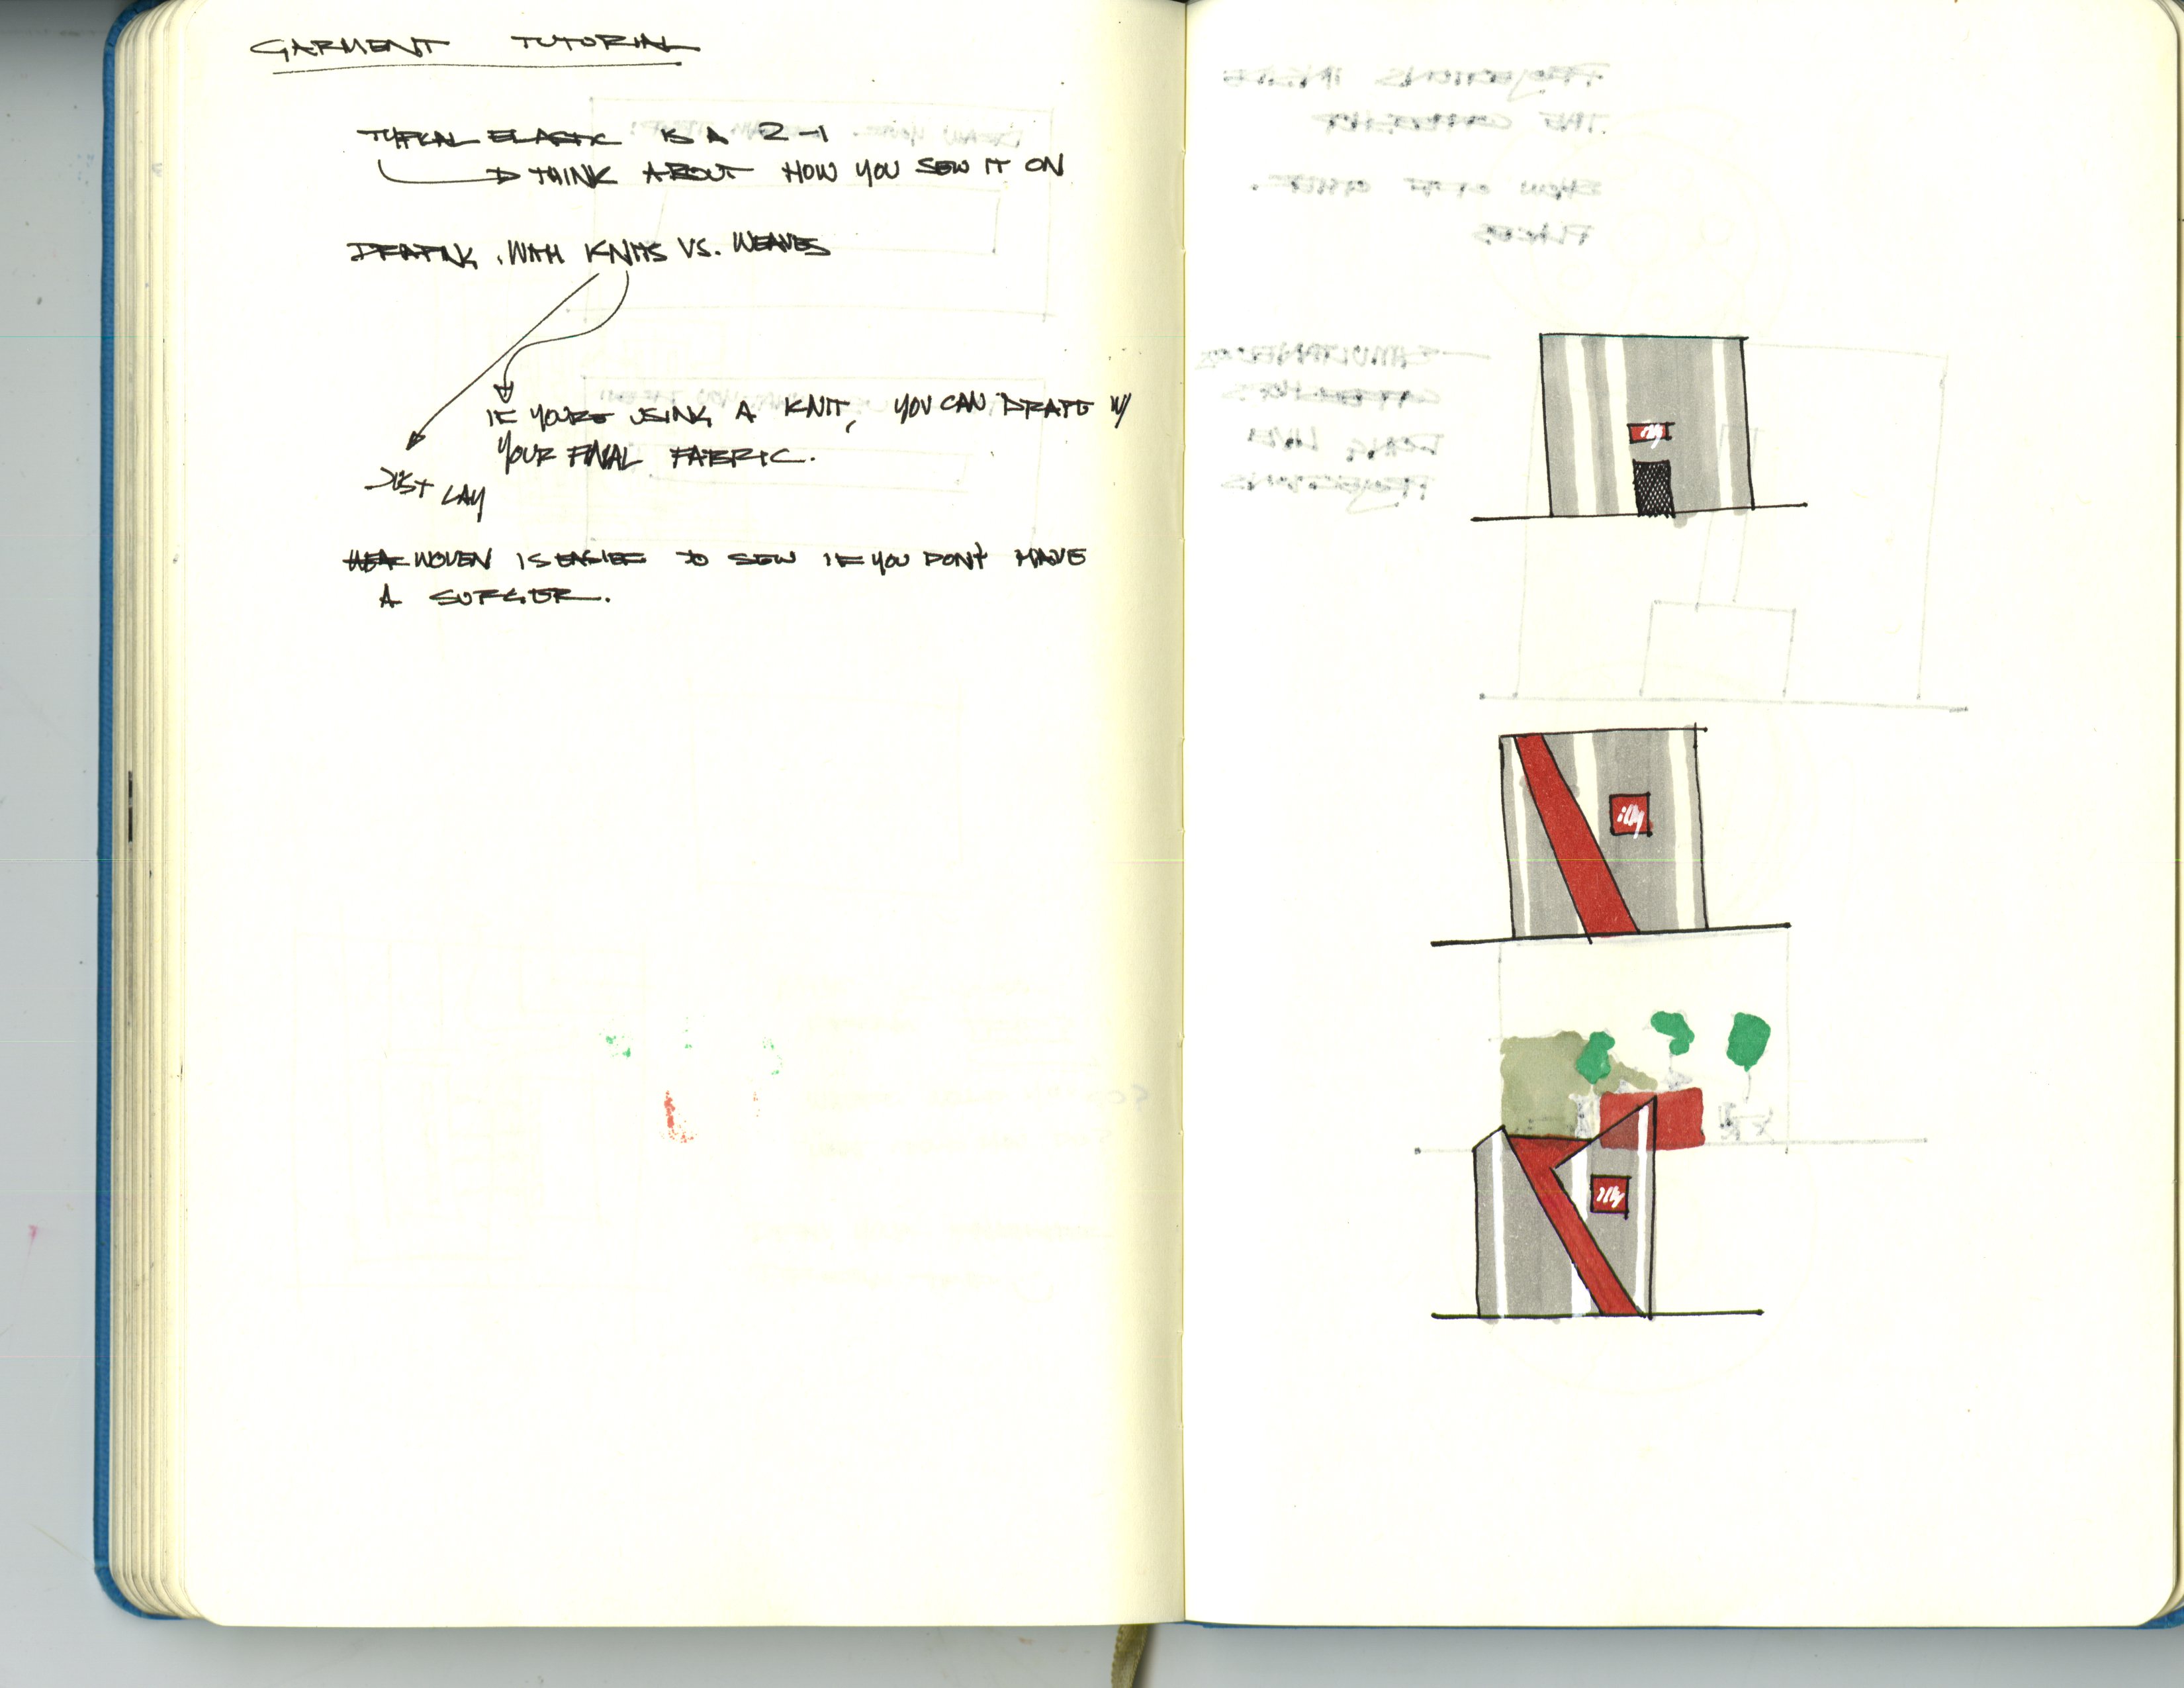 GARMENT TUTORIAL
TYPICAL ELASTIC IS A 2-1
THINK ABOUT HOW YOU SEW IT ON
DRAPING WITH KNITS VS. WEAVES
IF YOU'RE USING A KNIT, YOU CAN DRAPE W/
YOUR FINAL FABRIC.
JUST LAY
WOVEN IS EASIER TO SEW IF YOU DON'T HAVE
A SURGER.
illy
illy
illy